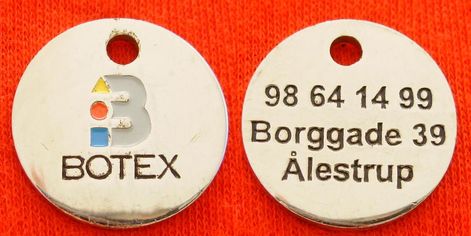 B
BOTEX
98 64 14 99
Borggade 39
Ålestrup